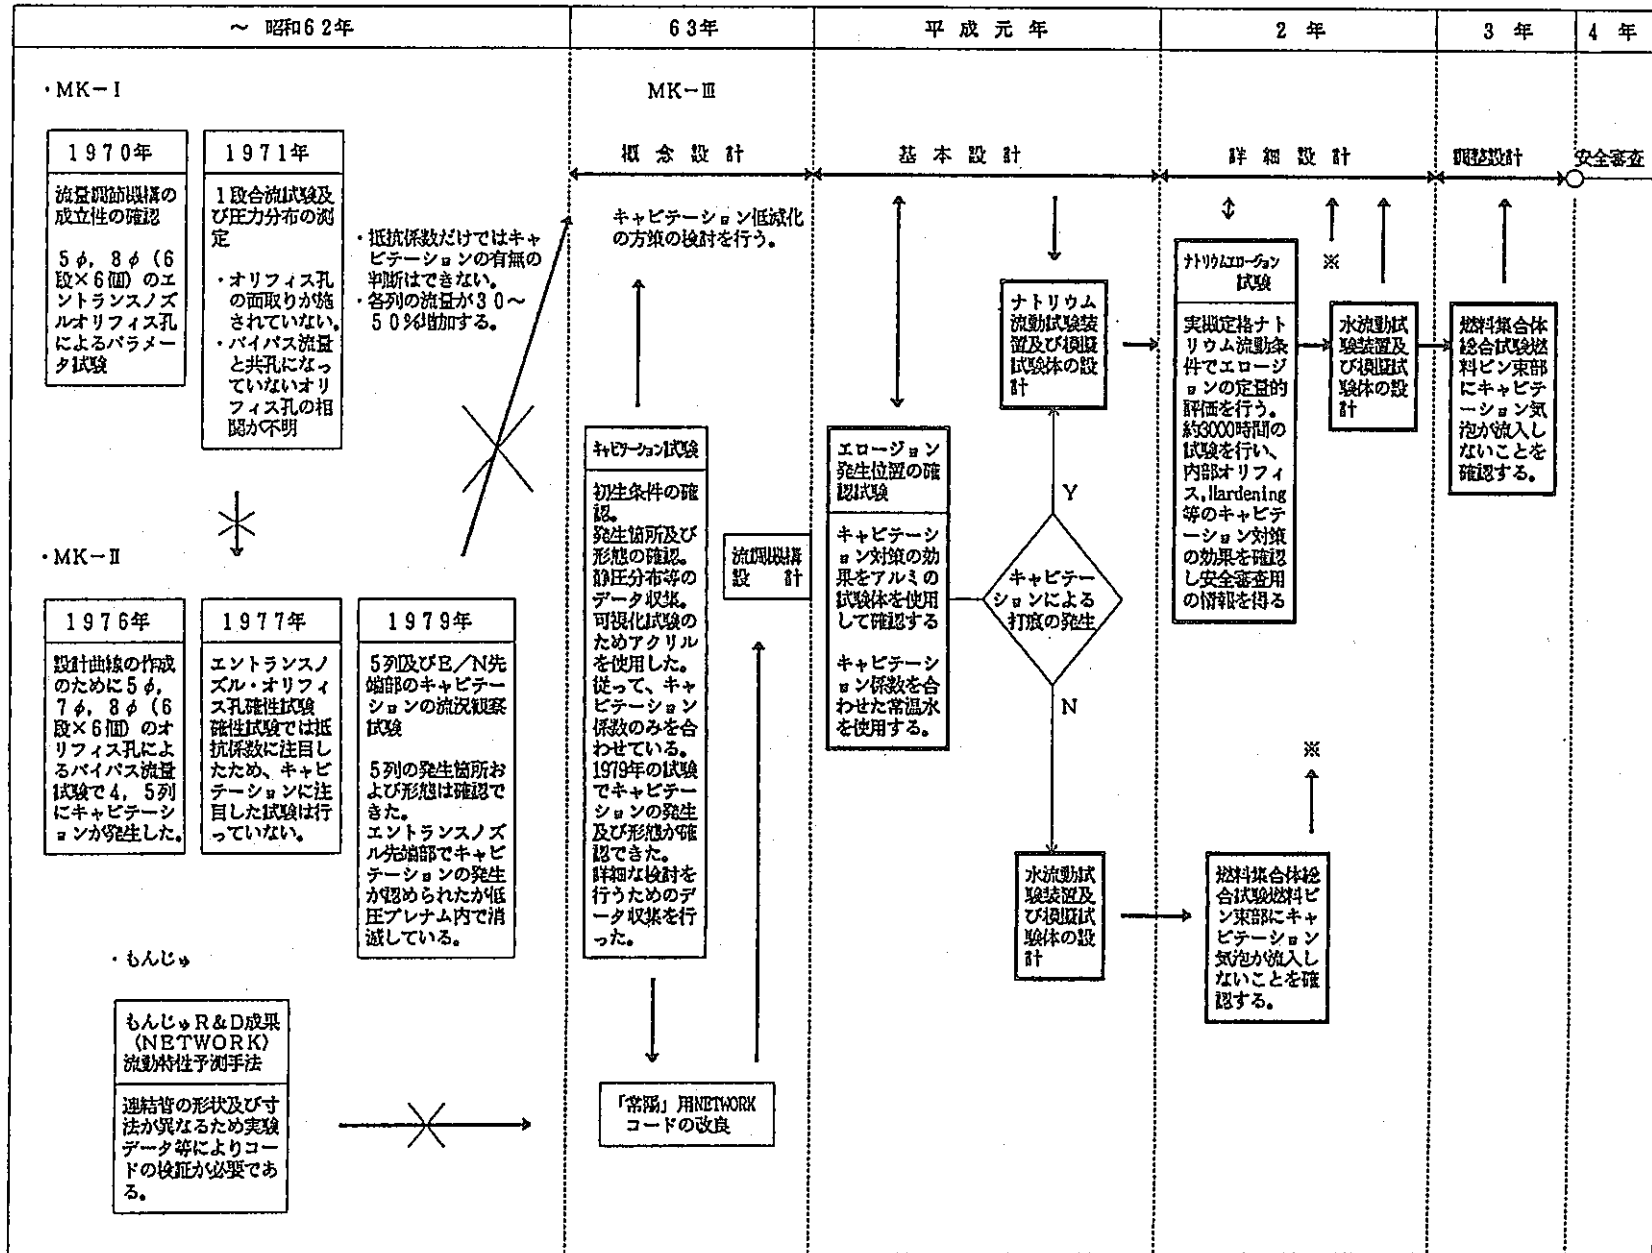 ～ 昭和62年
63年
平 成 元 年
2 年
3 年
4 年
・MK－Ⅰ
1970年
流量調節機構の
成立性の確認
5φ，8φ（6
段×6個）のエ
ントランスノズ
ルオリフィス孔
によるパラメー
タ試験
1971年
1段合流試験及
び圧力分布の測
定
・オリフィス孔
の面取りが施
されていない。
・バイパス流量
と共孔になっ
ていないオリ
フィス孔の相
関が不明
・抵抗係数だけではキャ
ビテーションの有無の
判断はできない。
・各列の流量が30～
50％増加する。
・MK－Ⅱ
1976年
設計曲線の作成
のために5φ，
7φ，8φ（6
段×6個）のオ
リフィス孔によ
るバイパス流量
試験で4，5列
にキャビテーシ
ョンが発生した。
1977年
エントランスノ
ズル・オリフィ
ス孔確性試験
確性試験では抵
抗係数に注目し
たため、キャビ
テーションに注
目した試験は行
っていない。
1979年
5列及びE／N先
端部のキャビテー
ションの流況観察
試験
5列の発生箇所お
よび形態は確認で
きた。
エントランスノズ
ル先端部でキャビ
テーションの発生
が認められたが低
圧プレナム内で消
滅している。
・もんじゅ
もんじゅR＆D成果
（NETWORK）
流動特性予測手法
連結管の形状及び寸
法が異なるため実験
データ等によりコー
ドの検証が必要であ
る。
MK－Ⅲ
概 念 設 計
キャビテーション低減化
の方策の検討を行う。
キャビテーション試験
初生条件の確
認。
発生箇所及び
形態の確認。
静圧分布等の
データ収集。
可視化試験の
ためアクリル
を使用した。
従って、キャ
ビテーション
係数のみを合
わせている。
1979年の試験
でキャビテー
ションの発生
及び形態が確
認できた。
詳細な検討を
行うためのデ
ータ収集を行
った。
流調機構
設 計
「常陽」用NETWORK
コードの改良
基 本 設 計
エロージョン
発生位置の確
認試験
キャビテーシ
ョン対策の効
果をアルミの
試験体を使用
して確認する
キャビテーシ
ョン係数を合
わせた常温水
を使用する。
ナトリウム
流動試験装
置及び模擬
試験体の設
計
Y
キャビテー
ションによる
打痕の発生
N
水流動試
験装置及
び模擬試
験体の設
計
詳 細 設 計
ナトリウムエロージョン
試験
実規定格ナト
リウム流動条
件でエロージ
ョンの定量的
評価を行う。
約3000時間の
試験を行い、
内部オリフィ
ス,Hardening
等のキャビテ
ーション対策
の効果を確認
し安全審査用
の情報を得る
※
水流動試
験装置及
び模擬試
験体の設
計
※
燃料集合体総
合試験燃料ピ
ン束部にキャ
ビテーション
気泡が流入し
ないことを確
認する。
調整設計
燃料集合体
総合試験燃
料ピン束部
にキャビテ
ーション気
泡が流入し
ないことを
確認する。
安全審査